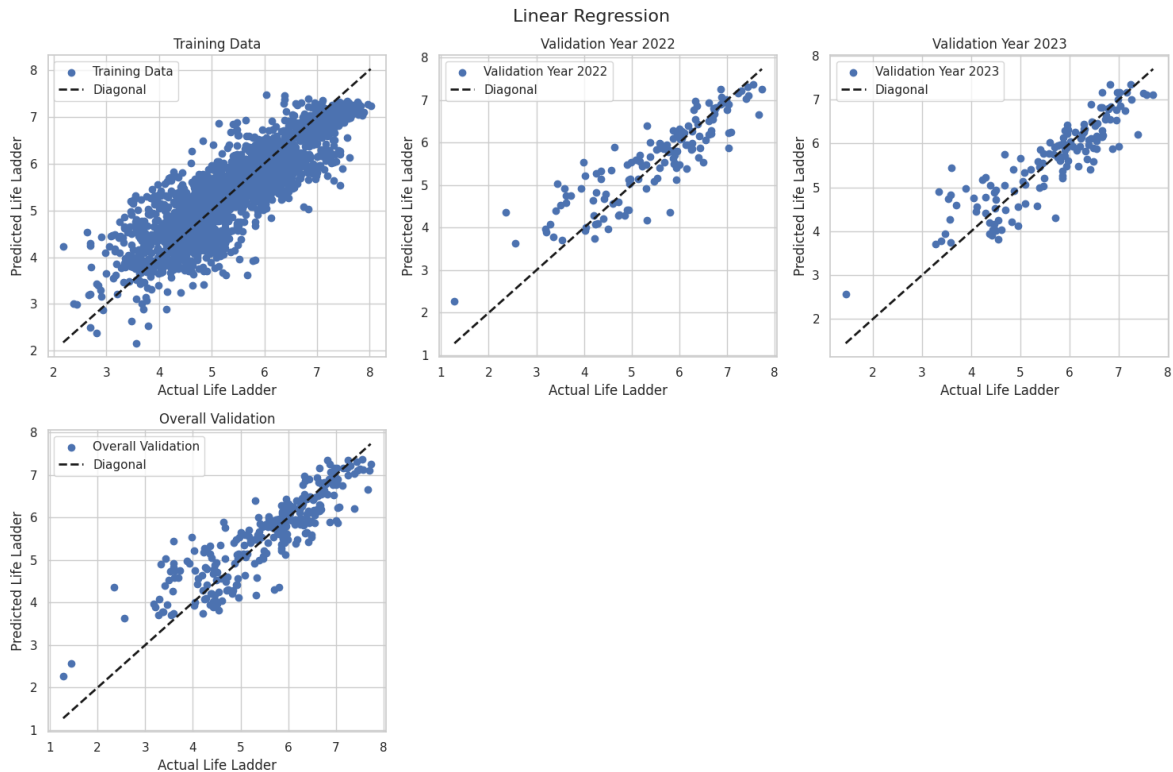 Linear Regression
Training Data
Training Data
Diagonal
8
7
6
5
4
3
2
Predicted Life Ladder
2 3 4 5 6 7 8
Actual Life Ladder
Validation Year 2022
Validation Year 2022
Diagonal
8
7
6
5
4
3
2
1
Predicted Life Ladder
1 2 3 4 5 6 7 8
Actual Life Ladder
Validation Year 2023
Validation Year 2023
Diagonal
8
7
6
5
4
3
2
Predicted Life Ladder
2 3 4 5 6 7 8
Actual Life Ladder
Overall Validation
Overall Validation
Diagonal
8
7
6
5
4
3
2
1
Predicted Life Ladder
1 2 3 4 5 6 7 8
Actual Life Ladder